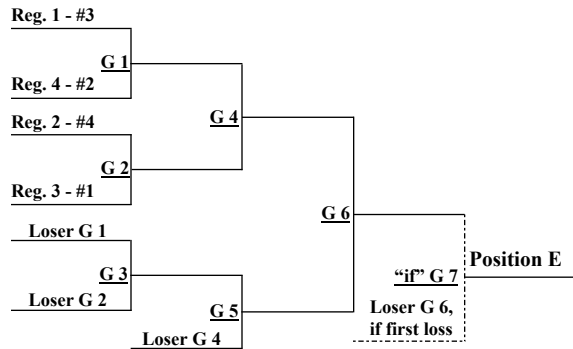 Reg. 1 - #3
G 1
Reg. 4 - #2
G 4
Reg. 2 - #4
G 2
Reg. 3 - #1
G 6
Loser G 1
G 3
Loser G 2
G 5
Loser G 4
Position E
“if” G 7
Loser G 6,
if first loss